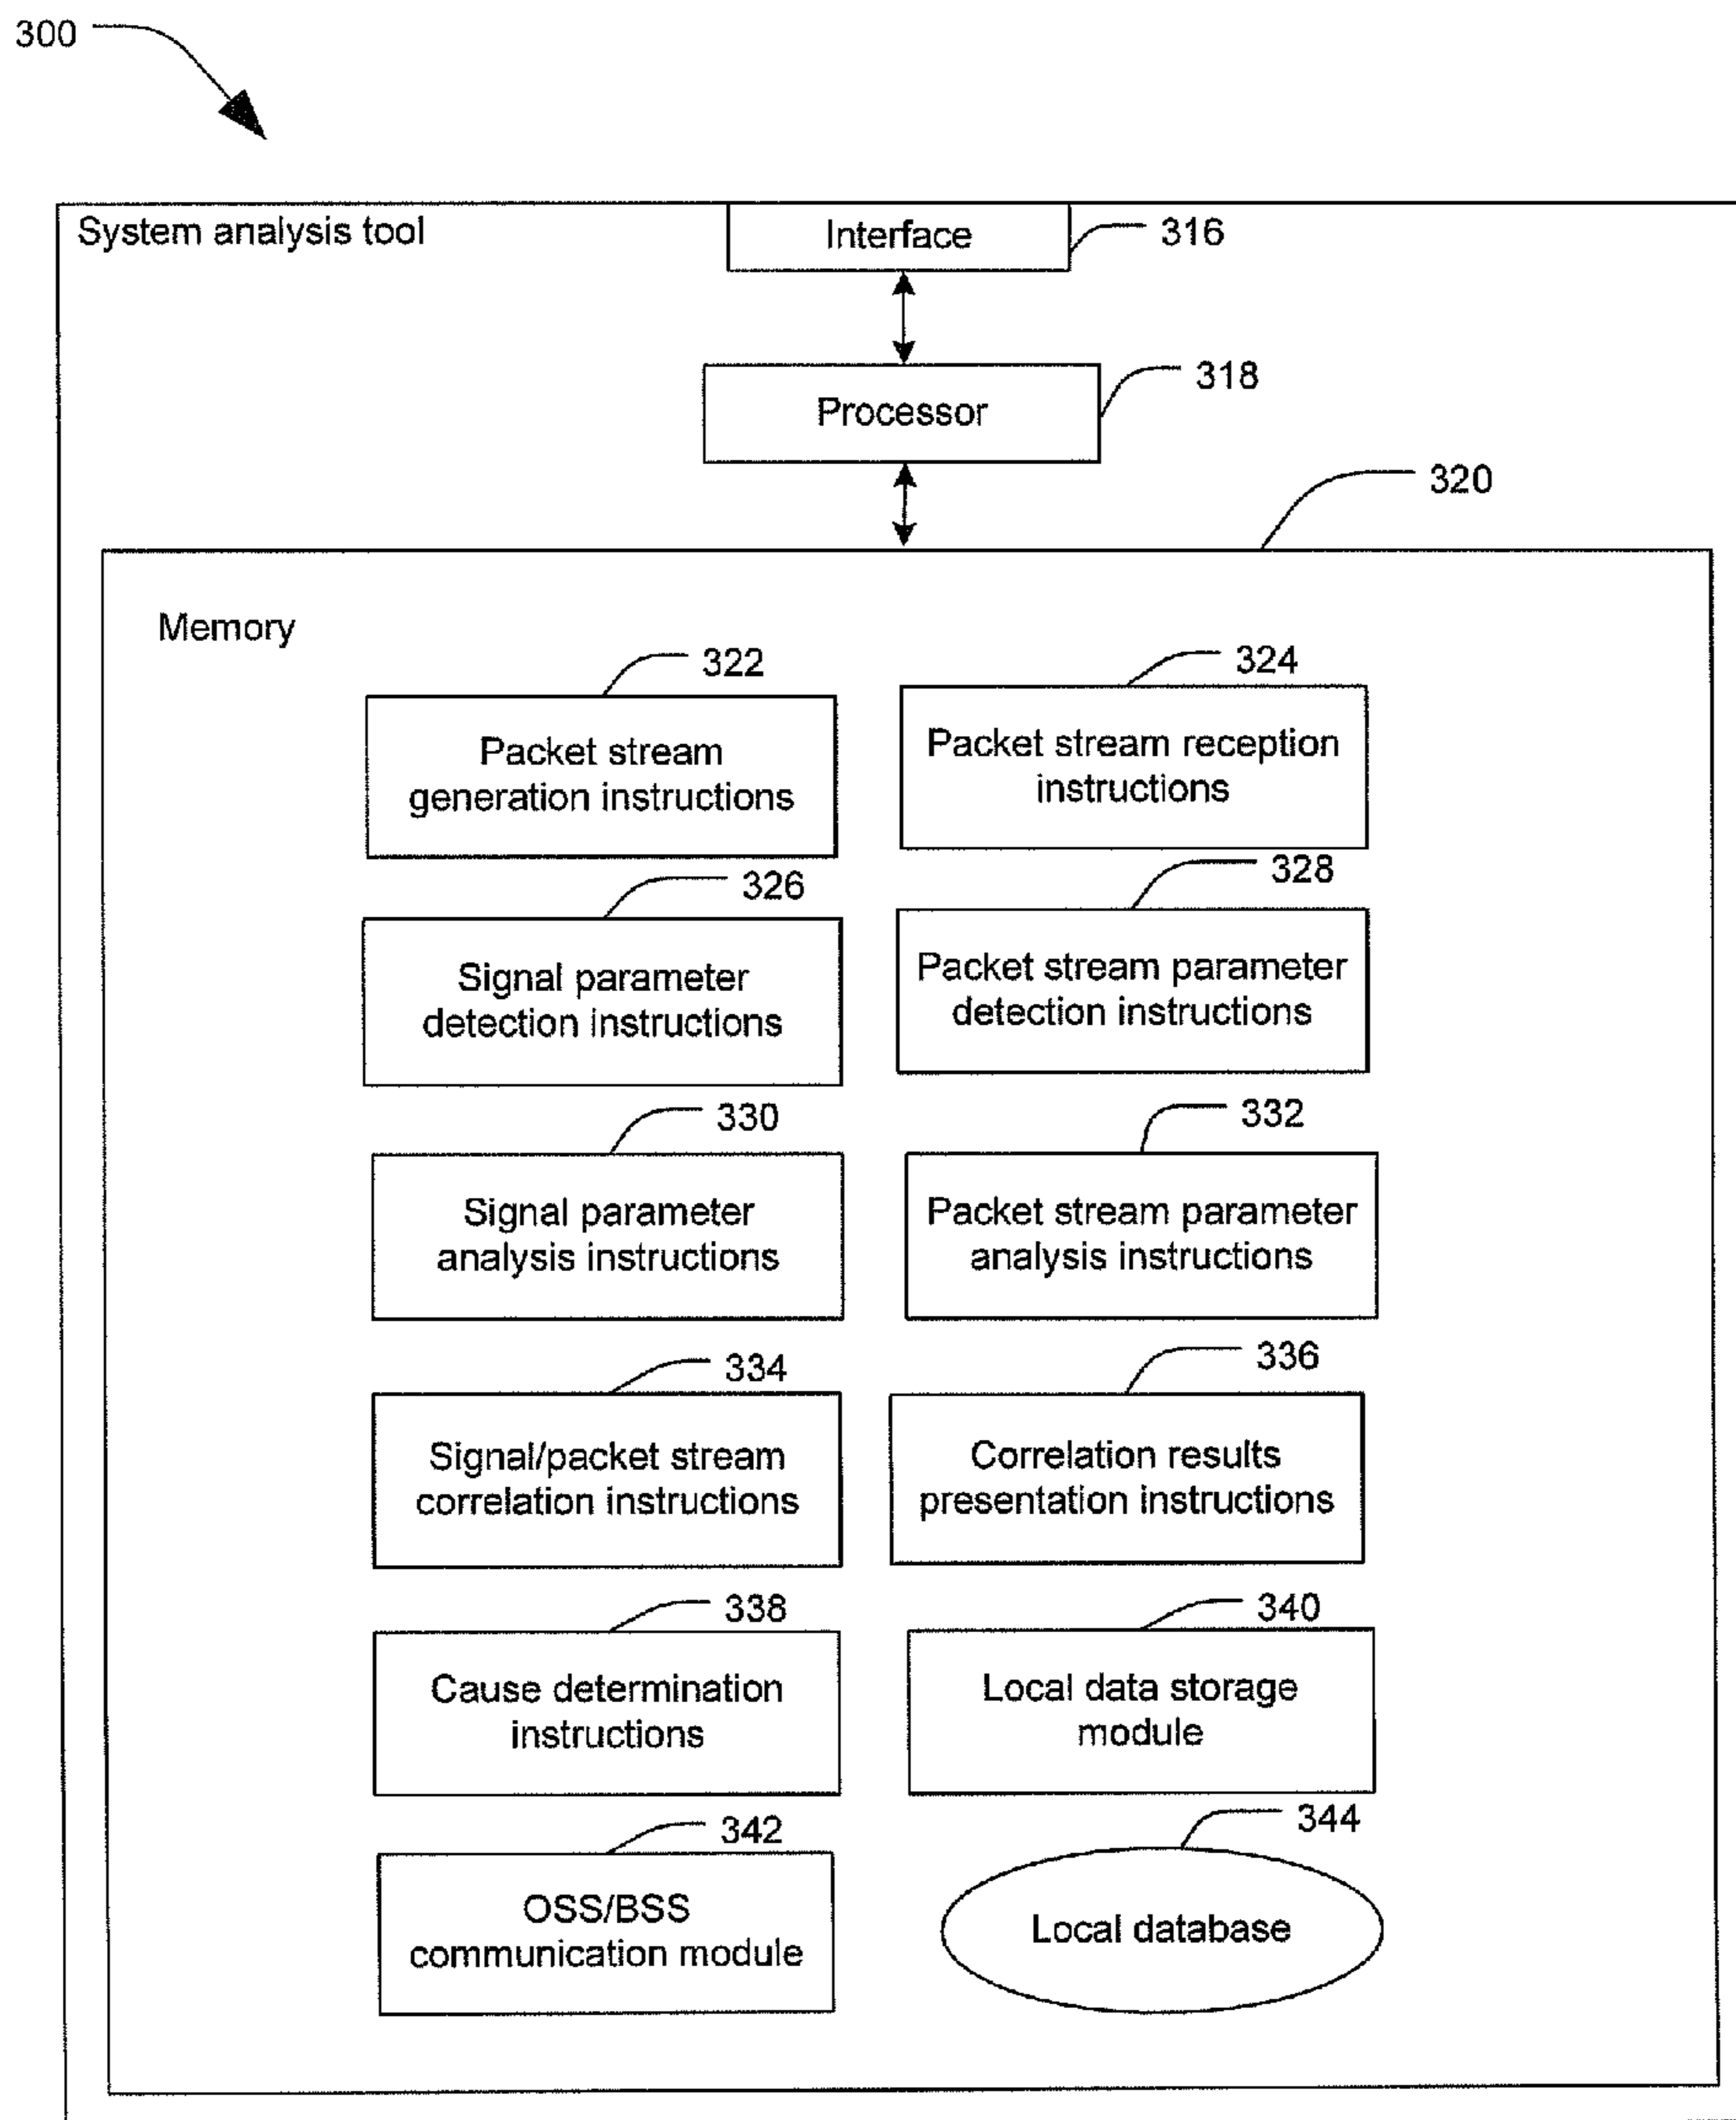 300
System analysis tool
Interface
316
Processor
318
320
Memory
322
Packet stream
generation instructions
324
Packet stream reception
instructions
326
Signal parameter
detection instructions
328
Packet stream parameter
detection instructions
330
Signal parameter
analysis instructions
332
Packet stream parameter
analysis instructions
334
Signal/packet stream
correlation instructions
336
Correlation results
presentation instructions
338
Cause determination
instructions
340
Local data storage
module
342
OSS/BSS
communication module
344
Local database